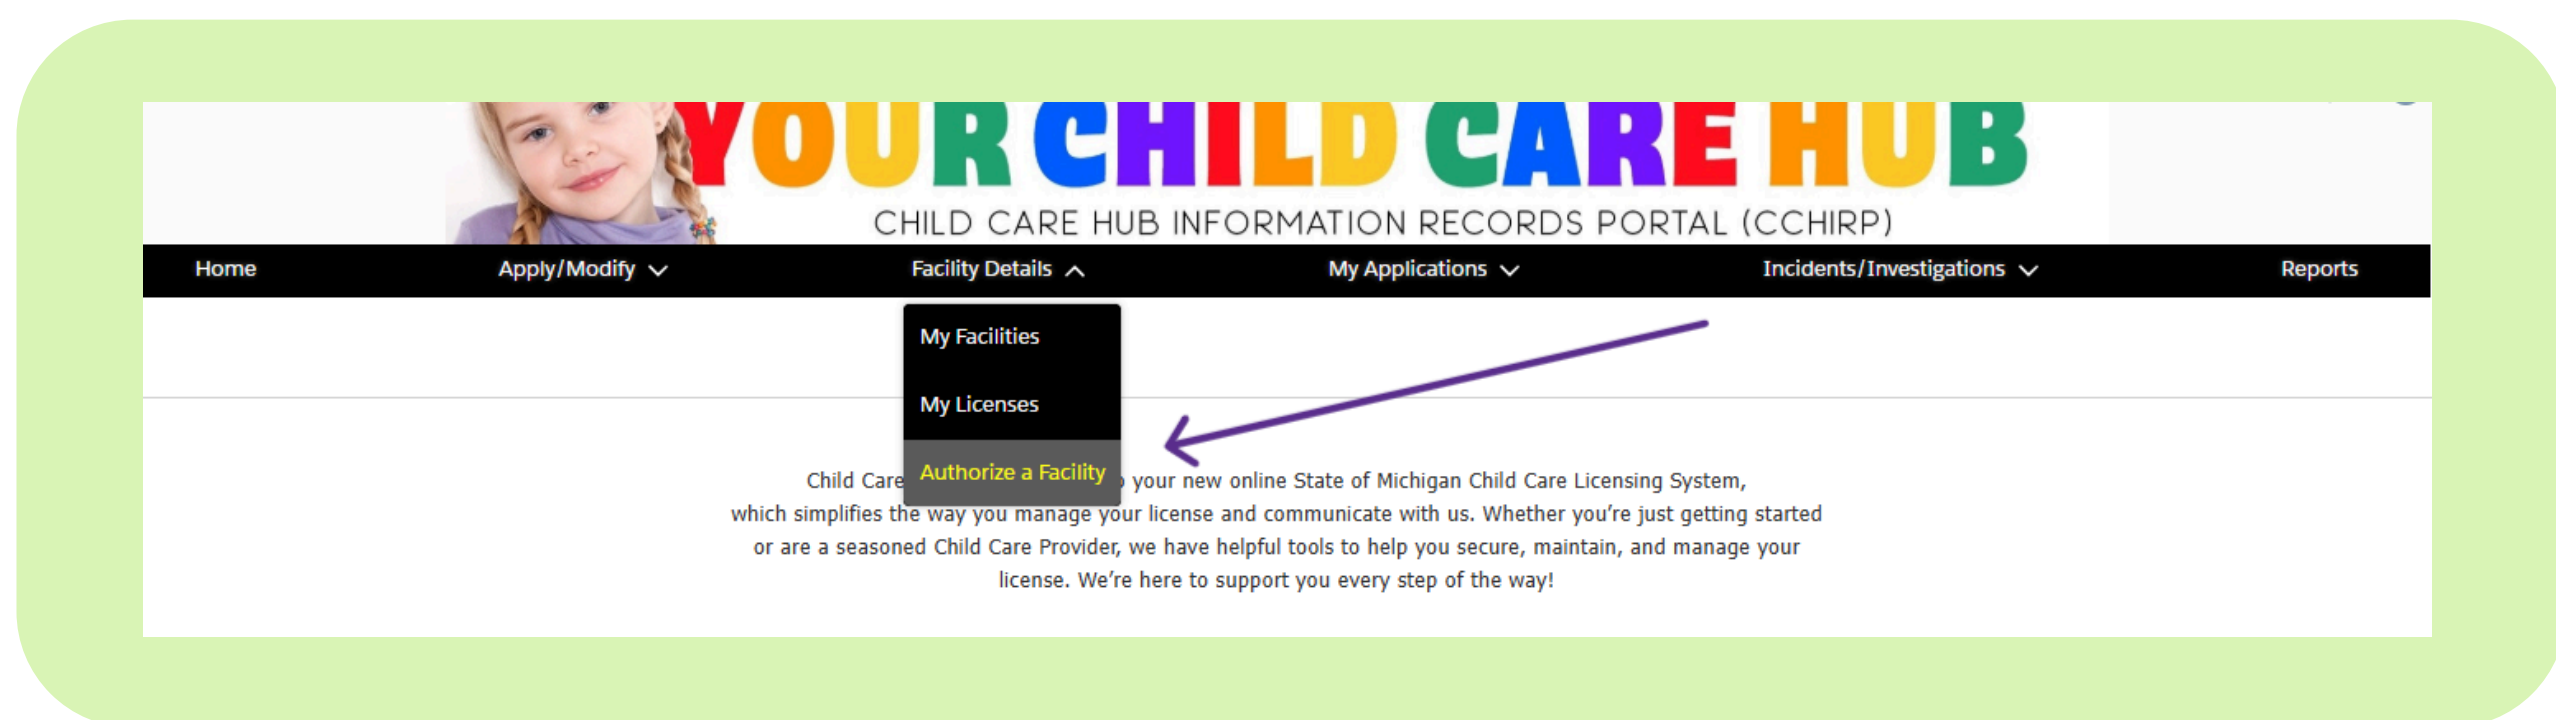 YOUR CHILD CARE HUB
CHILD CARE HUB INFORMATION RECORDS PORTAL (CCHIRP)
Home Apply/Modify Facility Details My Applications Incidents/Investigations Reports
My Facilities
My Licenses
Authorize a Facility
Child Care your new online State of Michigan Child Care Licensing System,
which simplifies the way you manage your license and communicate with us. Whether you're just getting started
or are a seasoned Child Care Provider, we have helpful tools to help you secure, maintain, and manage your
license. We're here to support you every step of the way!